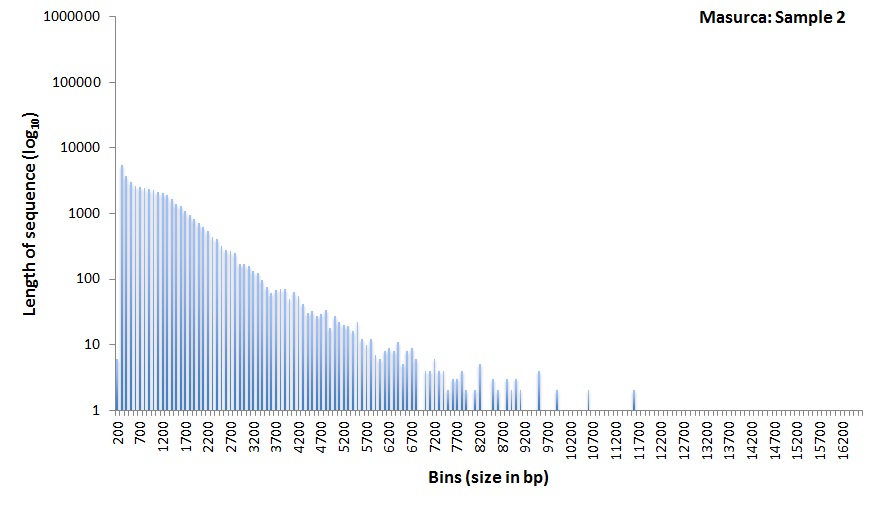 Masurca: Sample 2
1000000
100000
10000
1000
100
10
1
Length of sequence (log10)
200 700 1200 1700 2200 2700 3200 3700 4200 4700 5200 5700 6200 6700 7200 7700 8200 8700 9200 9700 10200 10700 11200 11700 12200 12700 13200 13700 14200 14700 15200 15700 16200
Bins (size in bp)